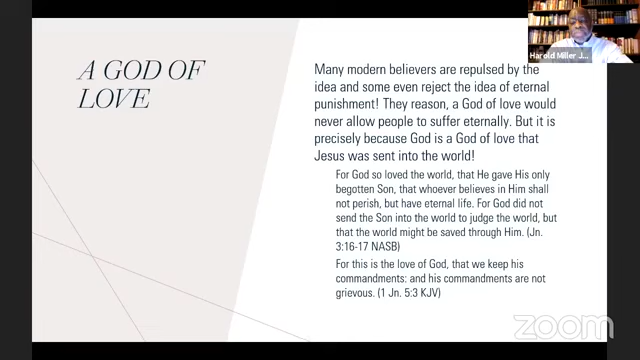 A GOD OF
LOVE
Many modern believers are repulsed by the
idea and some even reject the idea of eternal
punishment! They reason, a God of love would
never allow people to suffer eternally. But it is
precisely because God is a God of love that
Jesus was sent into the world!
For God so loved the world, that He gave His only
begotten Son, that whoever believes in Him shall
not perish, but have eternal life. For God did not
send the Son into the world to judge the world, but
that the world might be saved through Him. (Jn.
3:16-17 NASB)
For this is the love of God, that we keep his
commandments: and his commandments are not
grievous. (1 Jn. 5:3 KJV)
Harold Miller J...
zoom